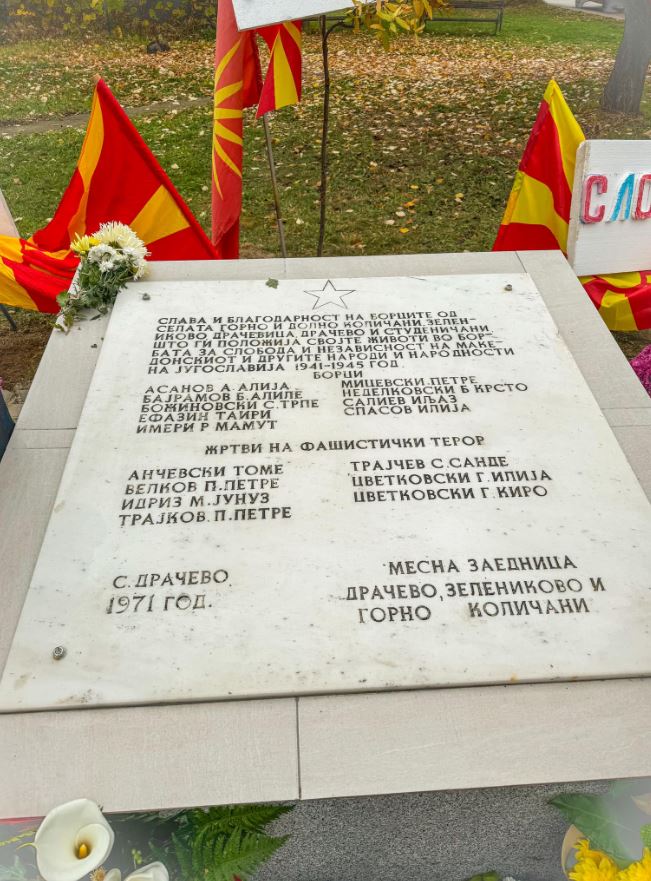 СЛАВА И БЛАГОДАРНОСТ НА БОРЦИТЕ ОД
СЕЛАТА ГОРНО И ДОЛНО КОЛИЧАНИ, ЗЕЛЕН-
ИКОВО ДРАЧЕВИЦА, ДРАЧЕВО И СТУДЕНИЧАНИ,
ШТО ГИ ПОЛОЖИЈА СВОЈТЕ ЖИВОТИ ВО БОР-
БАТА ЗА СЛОБОДА И НЕЗАВИСНОСТ НА МАКЕ-
ДОНСКИОТ И ДРУГИТЕ НАРОДИ И НАРОДНОСТИ
НА ЈУГОСЛАВИЈА 1941-1945 ГОД.
БОРЦИ
АСАНОВ А. АЛИЈА
БАЈРАМОВ Б. АЛИЛЕ
БОЖИНОВСКИ С. ТРПЕ
ЕФАЗИН ТАИРИ
ИМЕРИ Р МАМУТ
МИЦЕВСКИ. ПЕТРЕ
НЕДЕЛКОВСКИ Б КРСТО
САЛИЕВ ИЉАЗ
СПАСОВ ИЛИЈА
ЖРТВИ НА ФАШИСТИЧКИ ТЕРОР
АНЧЕВСКИ ТОМЕ
ВЕЛКОВ П. ПЕТРЕ
ИДРИЗ М. ЈУНУЗ
ТРАЈКОВ. П. ПЕТРЕ
ТРАЈЧЕВ С. САНДЕ
ЦВЕТКОВСКИ Г. ИЛИЈА
ЦВЕТКОВСКИ Г. КИРО
С. ДРАЧЕВО.
1971 ГОД.
МЕСНА ЗАЕДНИЦА
ДРАЧЕВО, ЗЕЛЕНИКОВО И
ГОРНО КОЛИЧАНИ